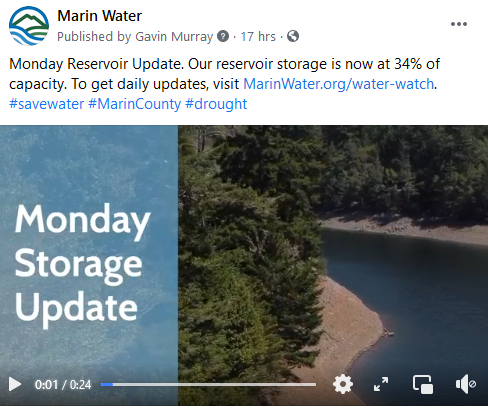 Marin Water
Published by Gavin Murray · 17 hrs ·
Monday Reservoir Update. Our reservoir storage is now at 34% of
capacity. To get daily updates, visit MarinWater.org/water-watch.
#savewater #MarinCounty #drought
Monday
Storage
Update
0:01 / 0:24